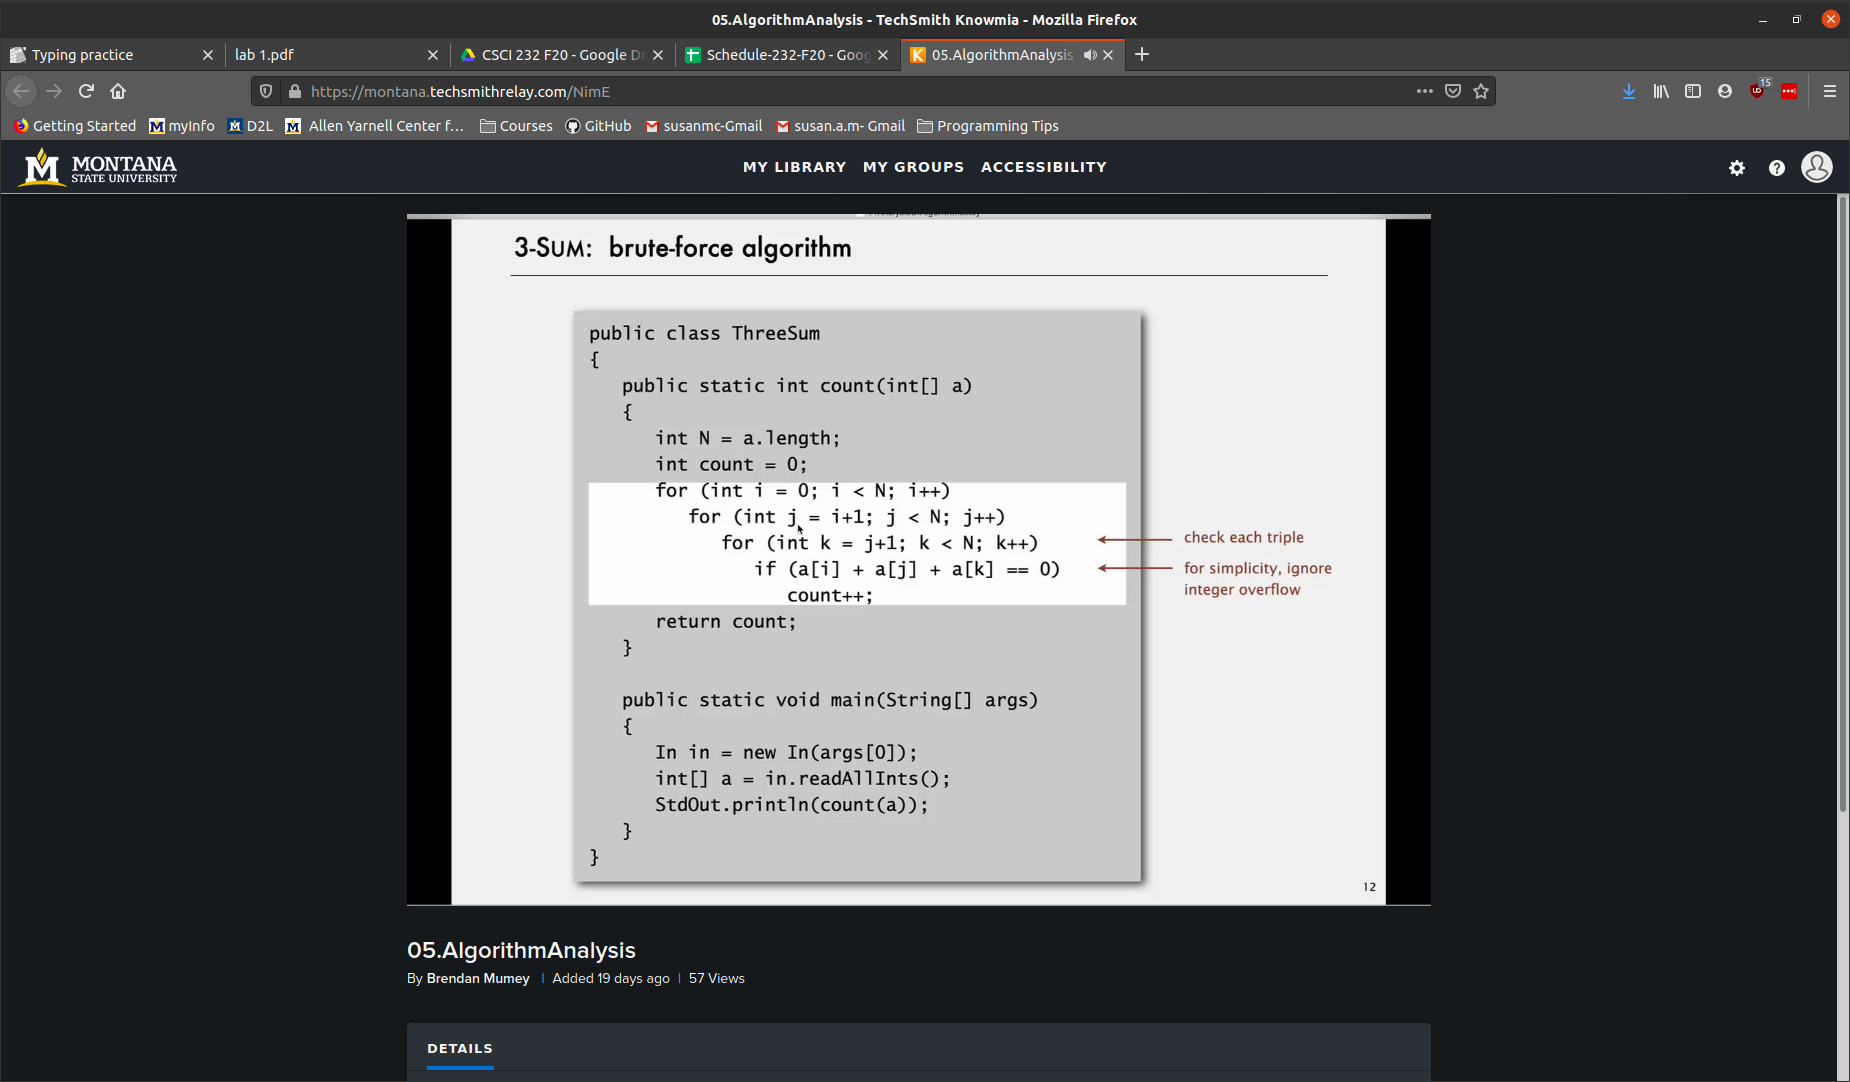 05.AlgorithmAnalysis - TechSmith Knowmia - Mozilla Firefox
Typing practice
lab 1.pdf
CSCI 232 F20 - Google Dr
Schedule-232-F20 - Goog
05.AlgorithmAnalysis
https://montana.techsmithrelay.com/NimE
15
Getting Started
myInfo
D2L
Allen Yarnell Center f...
Courses
GitHub
susanmc-Gmail
susan.a.m- Gmail
Programming Tips
M MONTANA
STATE UNIVERSITY
MY LIBRARY
MY GROUPS
ACCESSIBILITY
3-SUM: brute-force algorithm
public class ThreeSum
{
public static int count(int[] a)
{
int N = a.length;
int count = 0;
for (int i = 0; i < N; i++)
for (int j = i+1; j < N; j++)
for (int k = j+1; k < N; k++)
check each triple
if (a[i] + a[j] + a[k] == 0)
for simplicity, ignore
integer overflow
count++;
return count;
}
public static void main(String[] args)
{
In in = new In(args[0]);
int[] a = in.readAllInts();
StdOut.println(count(a));
}
}
12
05.AlgorithmAnalysis
By Brendan Mumey | Added 19 days ago | 57 Views
DETAILS